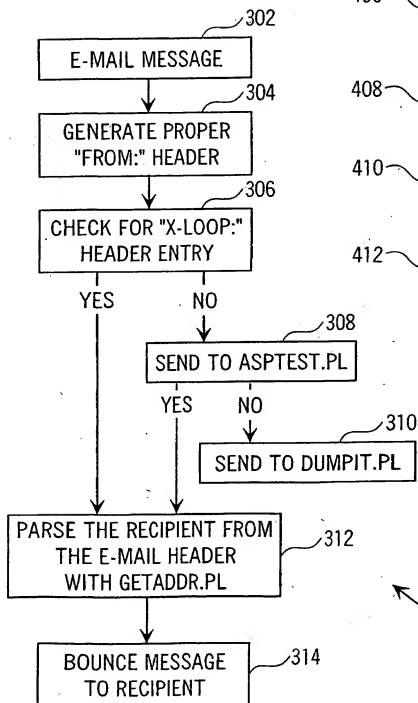 302
E-MAIL MESSAGE
304
408
GENERATE PROPER
"FROM:" HEADER
306
410
CHECK FOR "X-LOOP:"
HEADER ENTRY
412
YES NO
308
SEND TO ASPTEST.PL
YES NO
310
SEND TO DUMPIT.PL
PARSE THE RECIPIENT FROM
THE E-MAIL HEADER
WITH GETADDR.PL
312
BOUNCE MESSAGE
TO RECIPIENT
314